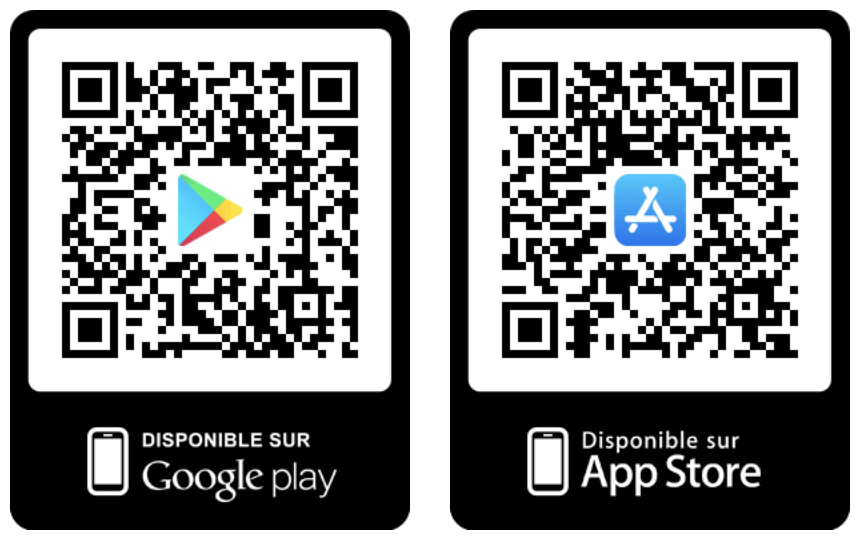 DISPONIBLE SUR
Google play
Disponible sur
App Store